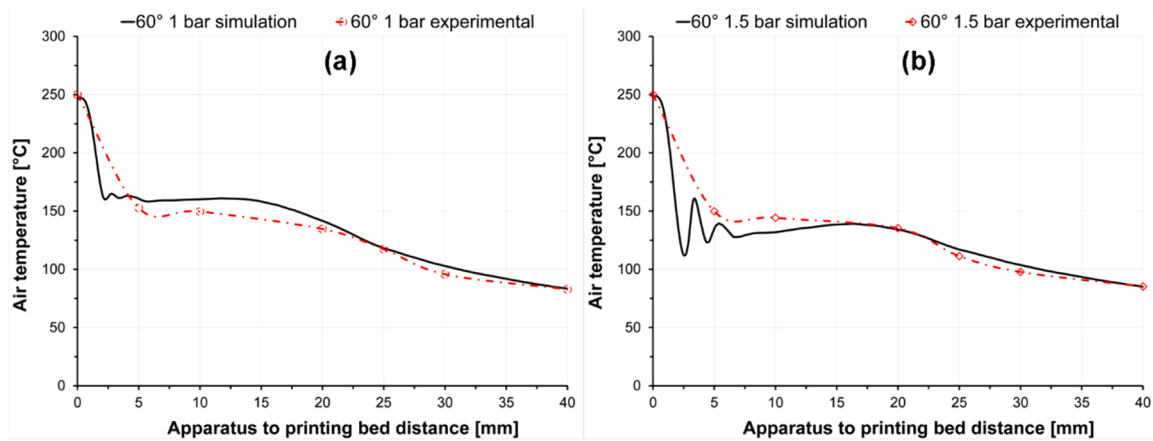 60° 1 bar simulation 60° 1 bar experimental
(a)
300
250
200
150
100
50
0
Air temperature [°C]
0 5 10 15 20 25 30 35 40
Apparatus to printing bed distance [mm]
60° 1.5 bar simulation 60° 1.5 bar experimental
(b)
300
250
200
150
100
50
0
Air temperature [°C]
0 5 10 15 20 25 30 35 40
Apparatus to printing bed distance [mm]